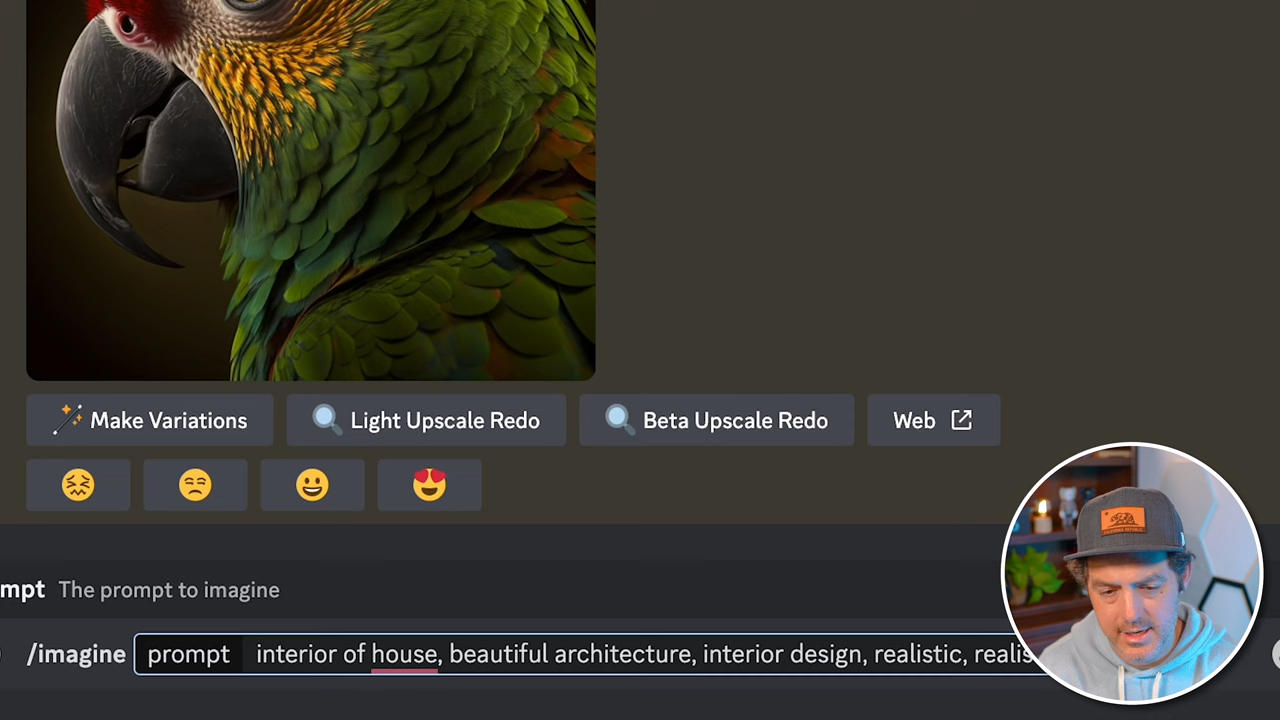 Make Variations
Light Upscale Redo
Beta Upscale Redo
Web
mpt The prompt to imagine
/imagine prompt interior of house, beautiful architecture, interior design, realistic, realis